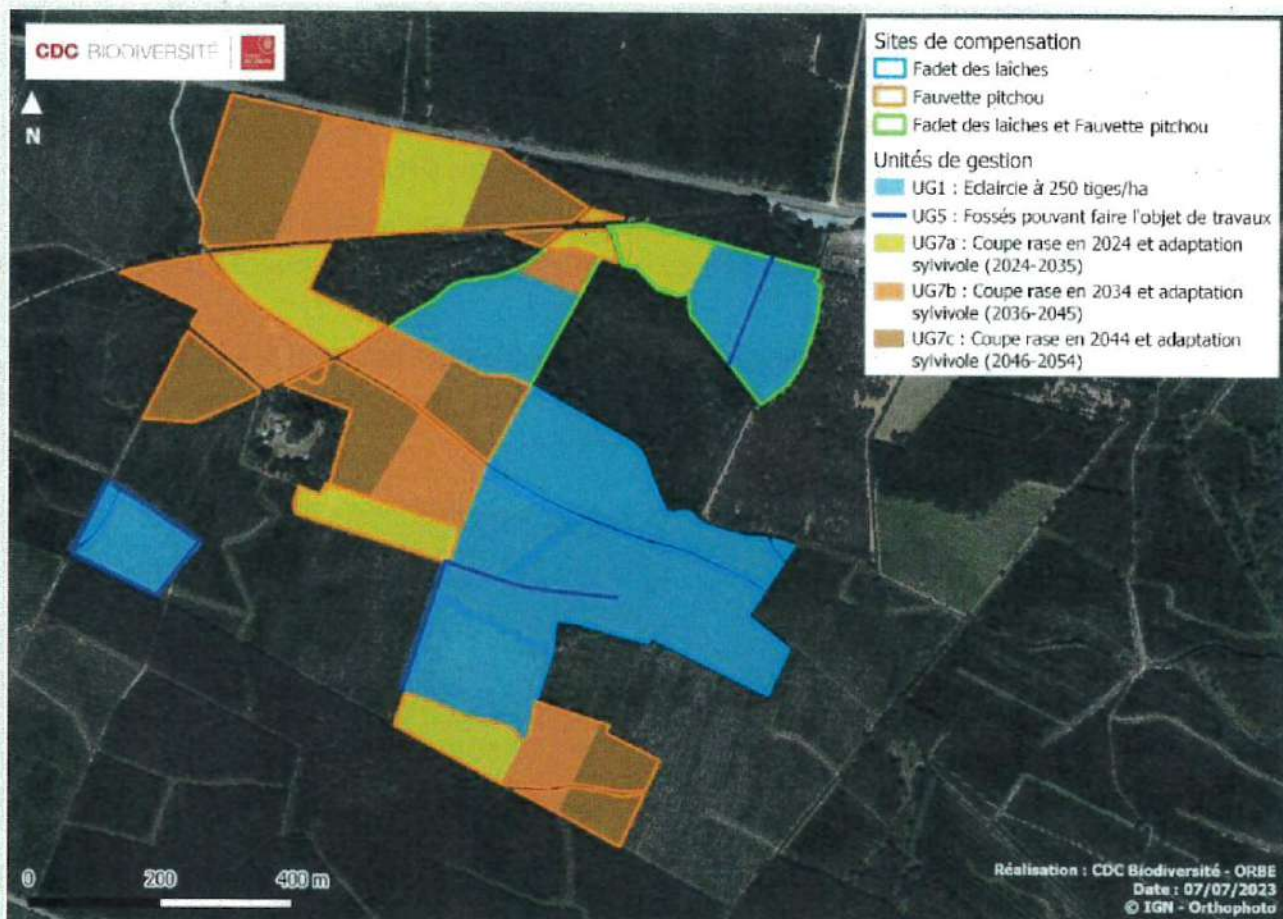 CDC BIODIVERSITÉ
N
Sites de compensation
Fadet des laîches
Fauvette pitchou
Fadet des laîches et Fauvette pitchou
Unités de gestion
UG1 : Eclaircie à 250 tiges/ha
UG5 : Fossés pouvant faire l'objet de travaux
UG7a : Coupe rase en 2024 et adaptation
sylvivole (2024-2035)
UG7b : Coupe rase en 2034 et adaptation
sylvivole (2036-2045)
UG7c : Coupe rase en 2044 et adaptation
sylvivole (2046-2054)
0 200 400 m
Réalisation : CDC Biodiversité - ORBE
Date : 07/07/2023
© IGN - Orthophoto